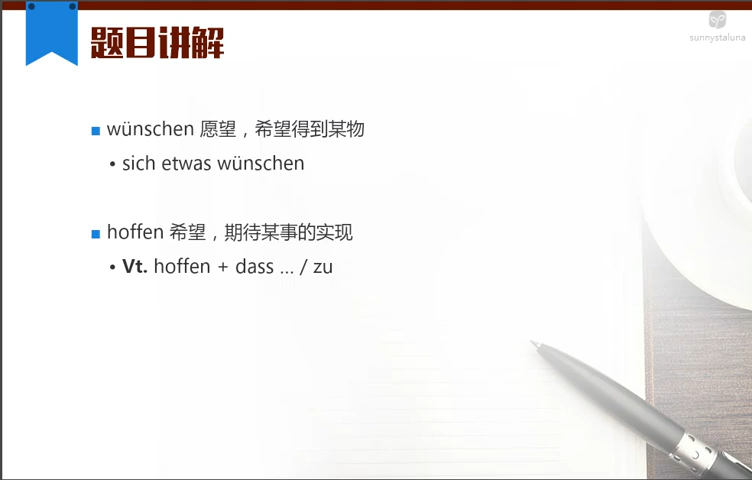 题目讲解
sunnystaluna
■ wünschen 愿望，希望得到某物
• sich etwas wünschen
■ hoffen 希望，期待某事的实现
• Vt. hoffen + dass ... / zu